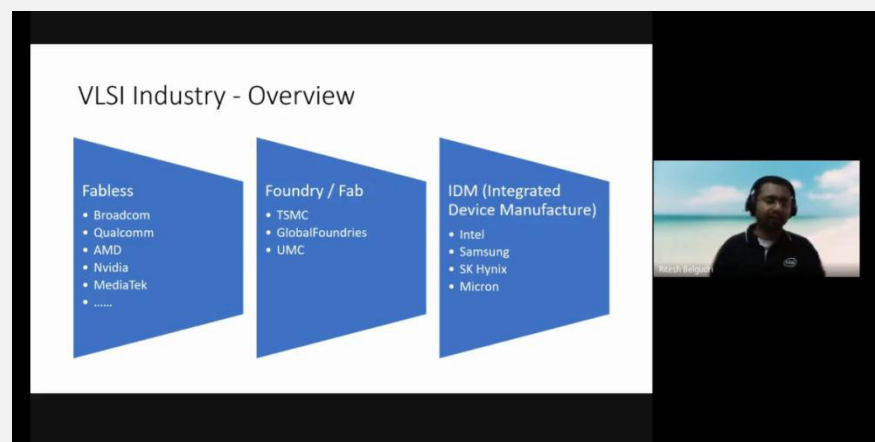 VLSI Industry - Overview
Fabless
• Broadcom
• Qualcomm
• AMD
• Nvidia
• MediaTek
• ......
Foundry / Fab
• TSMC
• GlobalFoundries
• UMC
IDM (Integrated
Device Manufacture)
• Intel
• Samsung
• SK Hynix
• Micron
Ritesh